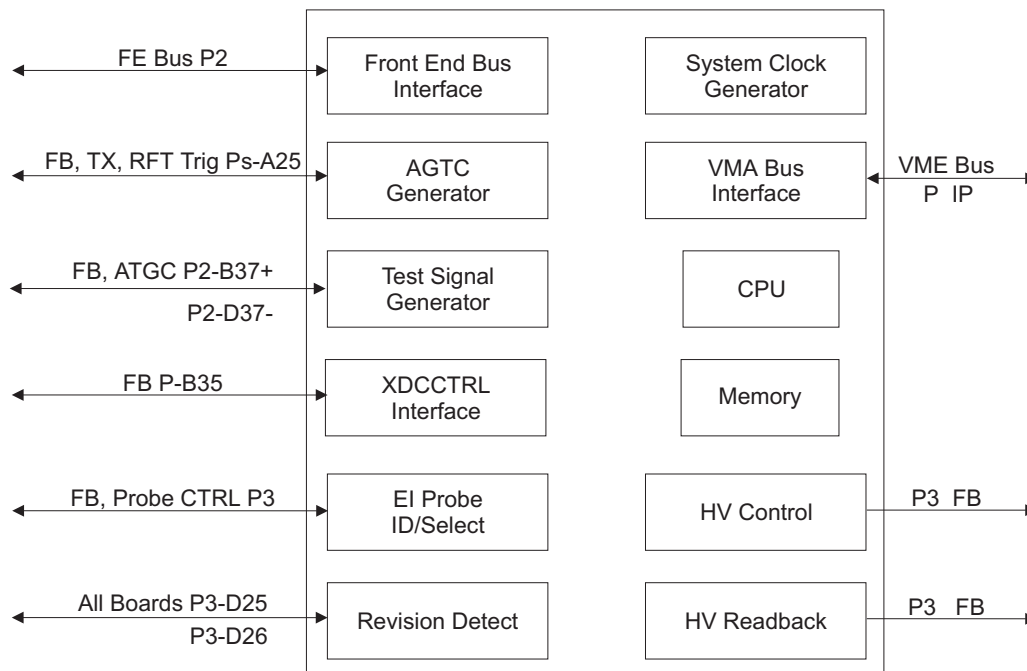 FE Bus P2
Front End Bus
Interface
System Clock
Generator
FB, TX, RFT Trig Ps-A25
AGTC
Generator
VMA Bus
Interface
VME Bus
P IP
FB, ATGC P2-B37+
P2-D37-
Test Signal
Generator
CPU
FB P-B35
XDCCTRL
Interface
Memory
FB, Probe CTRL P3
EI Probe
ID/Select
HV Control
P3 FB
All Boards P3-D25
P3-D26
Revision Detect
HV Readback
P3 FB